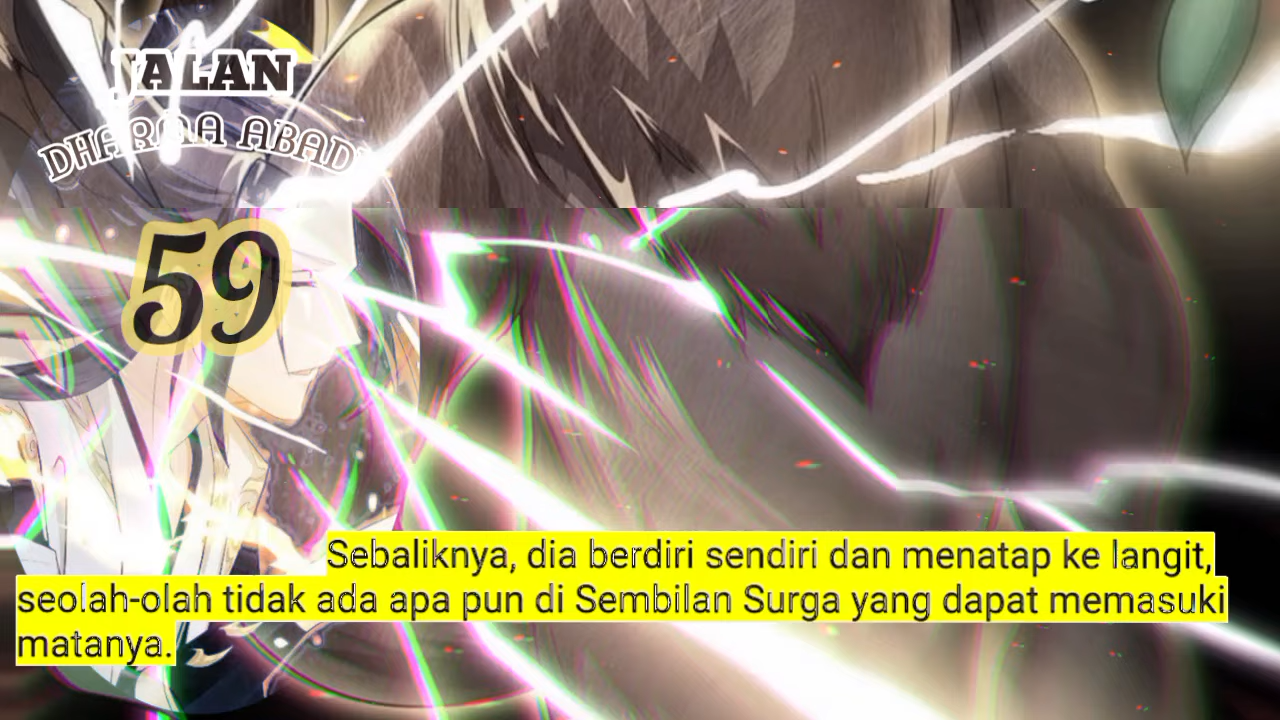 JALAN
DHARMA ABADI
59
Sebaliknya, dia berdiri sendiri dan menatap ke langit,
seolah-olah tidak ada apa pun di Sembilan Surga yang dapat memasuki
matanya.